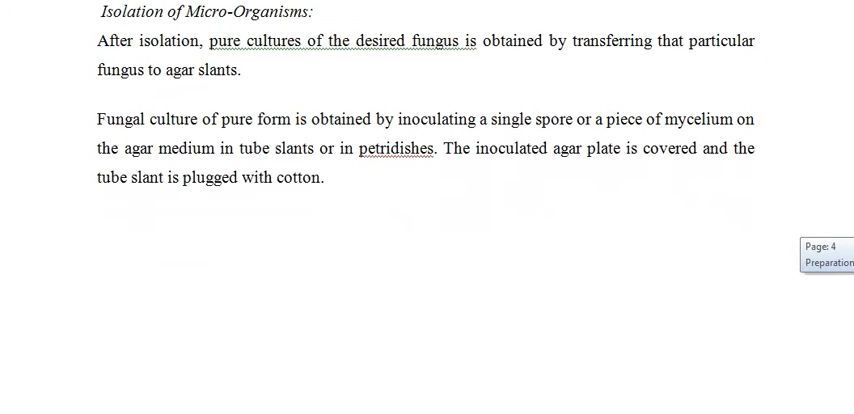 Isolation of Micro-Organisms:
After isolation, pure cultures of the desired fungus is obtained by transferring that particular
fungus to agar slants.
Fungal culture of pure form is obtained by inoculating a single spore or a piece of mycelium on
the agar medium in tube slants or in petridishes. The inoculated agar plate is covered and the
tube slant is plugged with cotton.
Page: 4
Preparation